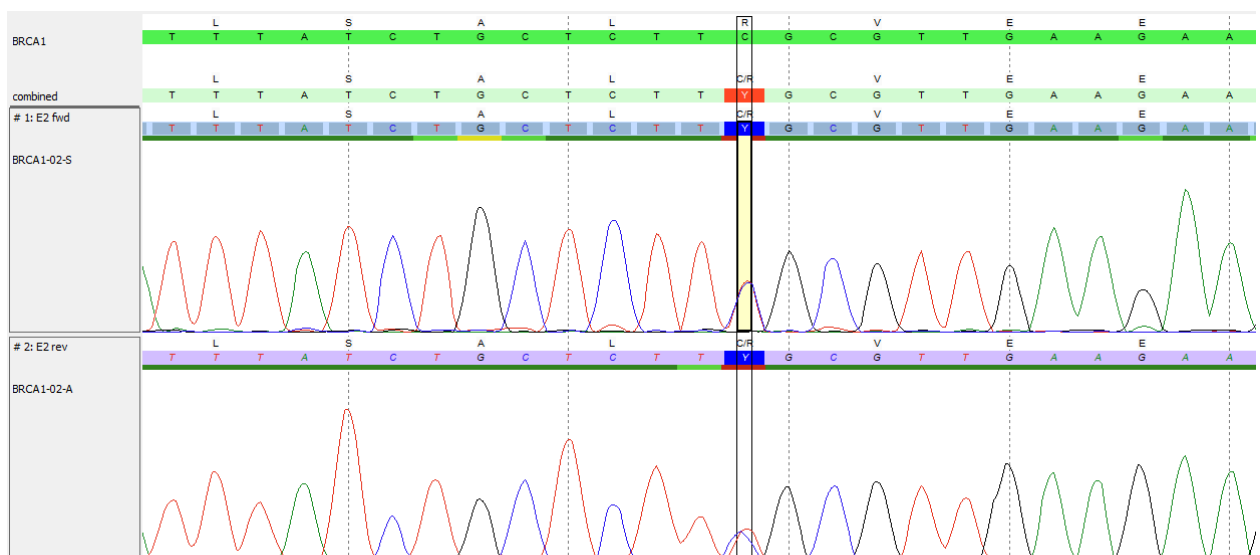 L S A L R V E E
BRCA1
T T T A T C T G C T C T T C G C G T T G A A G A A
L S A L C/R V E E
combined
T T T A T C T G C T C T T Y G C G T T G A A G A A
# 1: E2 fwd
L S A L C/R V E E
T T T A T C T G C T C T T Y G C G T T G A A G A A
BRCA1-02-S
# 2: E2 rev
L S A L C/R V E E
T T T A T C T G C T C T T Y G C G T T G A A G A A
BRCA1-02-A